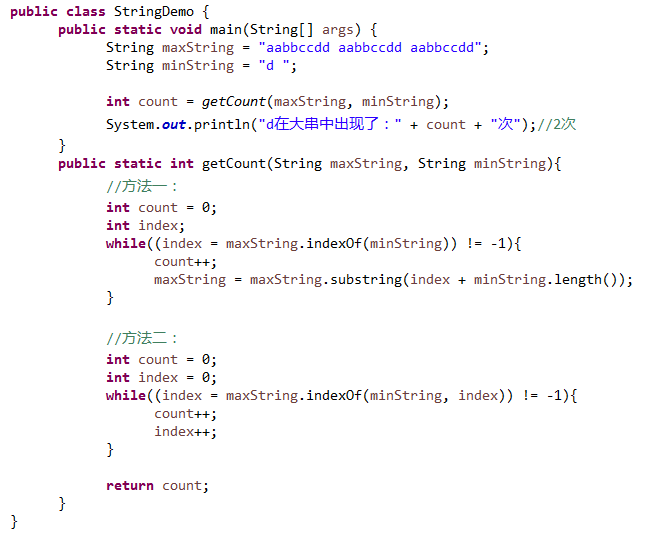 public class StringDemo {
public static void main(String[] args) {
String maxString = "aabbccdd aabbccdd aabbccdd";
String minString = "d ";
int count = getCount(maxString, minString);
System.out.println("d在大串中出现了：" + count + "次");//2次
}
public static int getCount(String maxString, String minString){
//方法一：
int count = 0;
int index;
while((index = maxString.indexOf(minString)) != -1){
count++;
maxString = maxString.substring(index + minString.length());
}
//方法二：
int count = 0;
int index = 0;
while((index = maxString.indexOf(minString, index)) != -1){
count++;
index++;
}
return count;
}
}